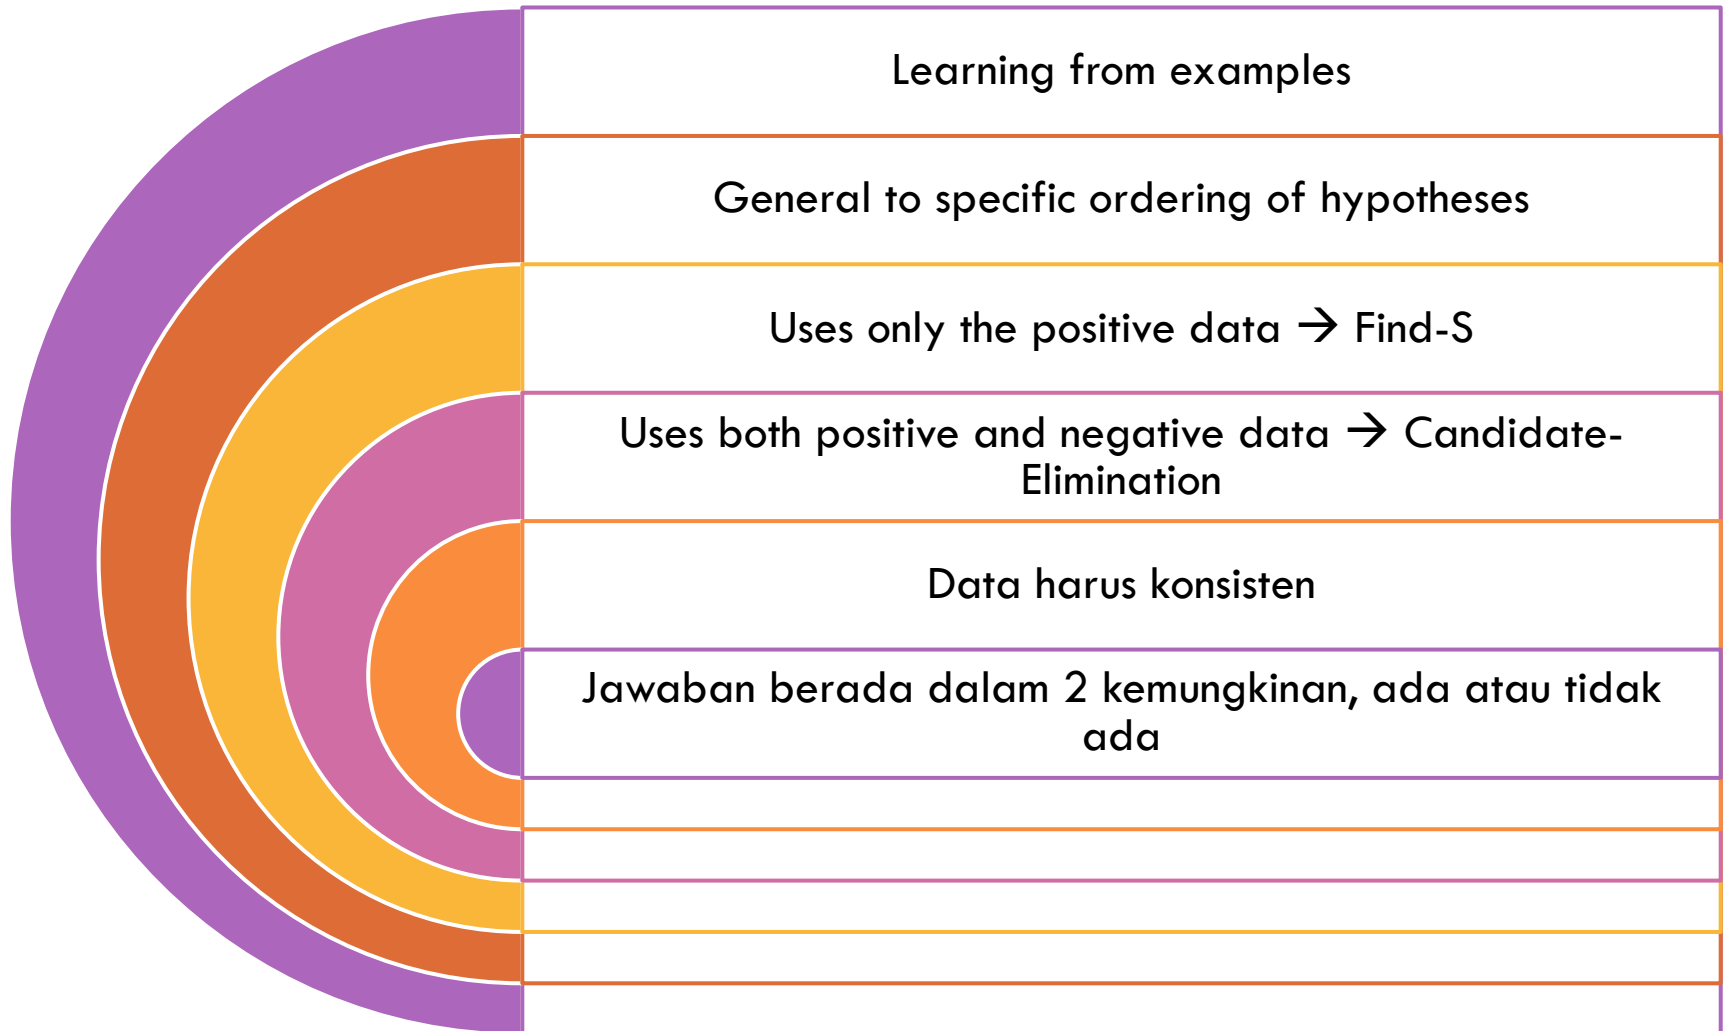 Learning from examples
General to specific ordering of hypotheses
Uses only the positive data → Find-S
Uses both positive and negative data → Candidate-
Elimination
Data harus konsisten
Jawaban berada dalam 2 kemungkinan, ada atau tidak
ada